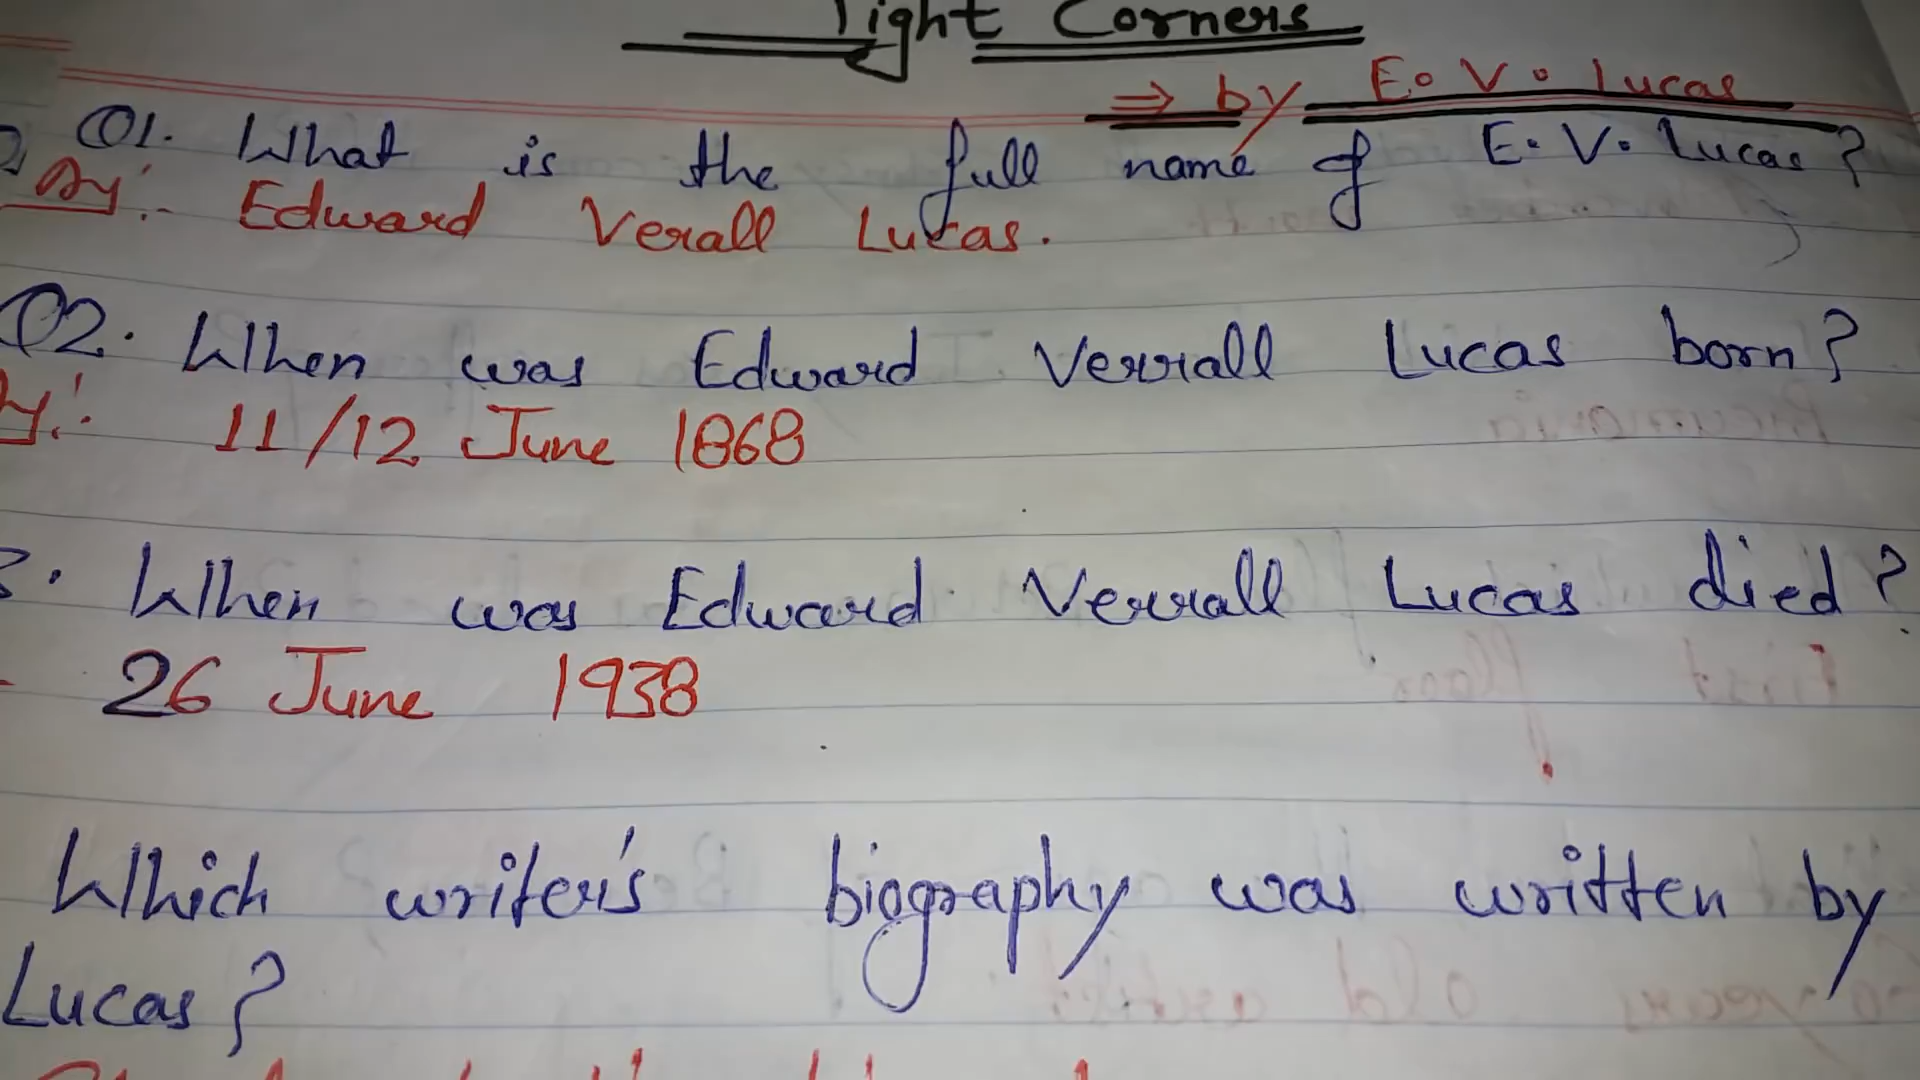 Tight Corners
⇒ by E. V. Lucas
Q1. What is the full name of E. V. Lucas?
Edward Verall Lucas.
Q2. When was Edward Verrall Lucas born?
11/12 June 1868
3. When was Edward Verrall Lucas died?
26 June 1938
Which writer's biography was written by
Lucas?